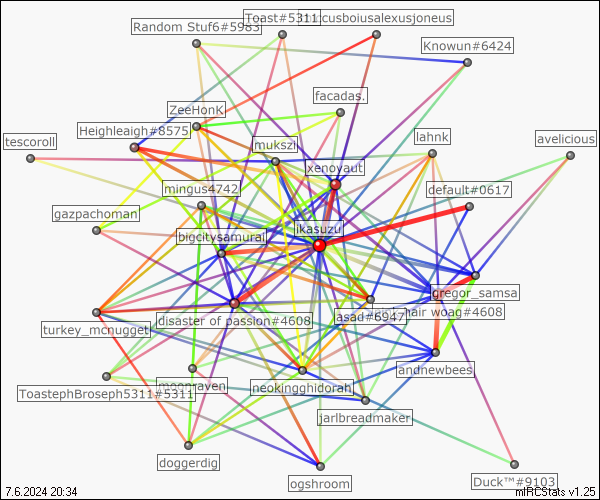 Toast#5311
ccusboiusalexusjoneus
Random Stuf6#5983
Knowun#6424
facadas.
ZeeHonK
Heighleaigh#8575
lahnk
avelicious
tescoroll
mukszi
xenoyaut
mingus4742
default#0617
gazpachoman
jkasuzu
bigcitysamurai
gregor_samsa
disaster of passion#4608
asad#6947
hair woag#4608
turkey_mcnugget
andnewbees
moonraven
neokingghidorah
ToastephBroseph5311#5311
jarlbreadmaker
doggerdig
ogshroom
Duck™#9103
7.6.2024 20:34
mIRCStats v1.25